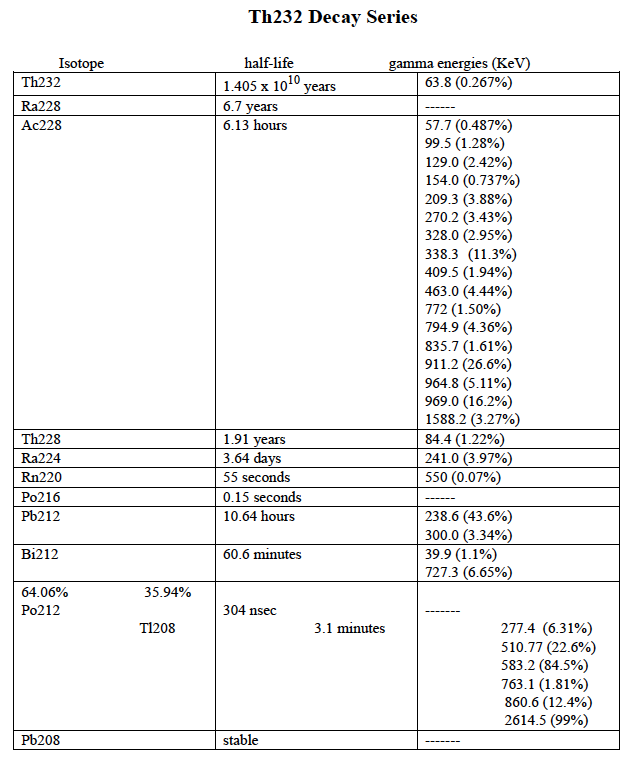 Th232 Decay Series
Isotope half-life gamma energies (KeV)
Th232 1.405 x 10^10 years 63.8 (0.267%)
Ra228 6.7 years ------
Ac228 6.13 hours 57.7 (0.487%)
99.5 (1.28%)
129.0 (2.42%)
154.0 (0.737%)
209.3 (3.88%)
270.2 (3.43%)
328.0 (2.95%)
338.3 (11.3%)
409.5 (1.94%)
463.0 (4.44%)
772 (1.50%)
794.9 (4.36%)
835.7 (1.61%)
911.2 (26.6%)
964.8 (5.11%)
969.0 (16.2%)
1588.2 (3.27%)
Th228 1.91 years 84.4 (1.22%)
Ra224 3.64 days 241.0 (3.97%)
Rn220 55 seconds 550 (0.07%)
Po216 0.15 seconds ------
Pb212 10.64 hours 238.6 (43.6%)
300.0 (3.34%)
Bi212 60.6 minutes 39.9 (1.1%)
727.3 (6.65%)
64.06% 35.94%
Po212 304 nsec -------
Tl208 3.1 minutes 277.4 (6.31%)
510.77 (22.6%)
583.2 (84.5%)
763.1 (1.81%)
860.6 (12.4%)
2614.5 (99%)
Pb208 stable -------